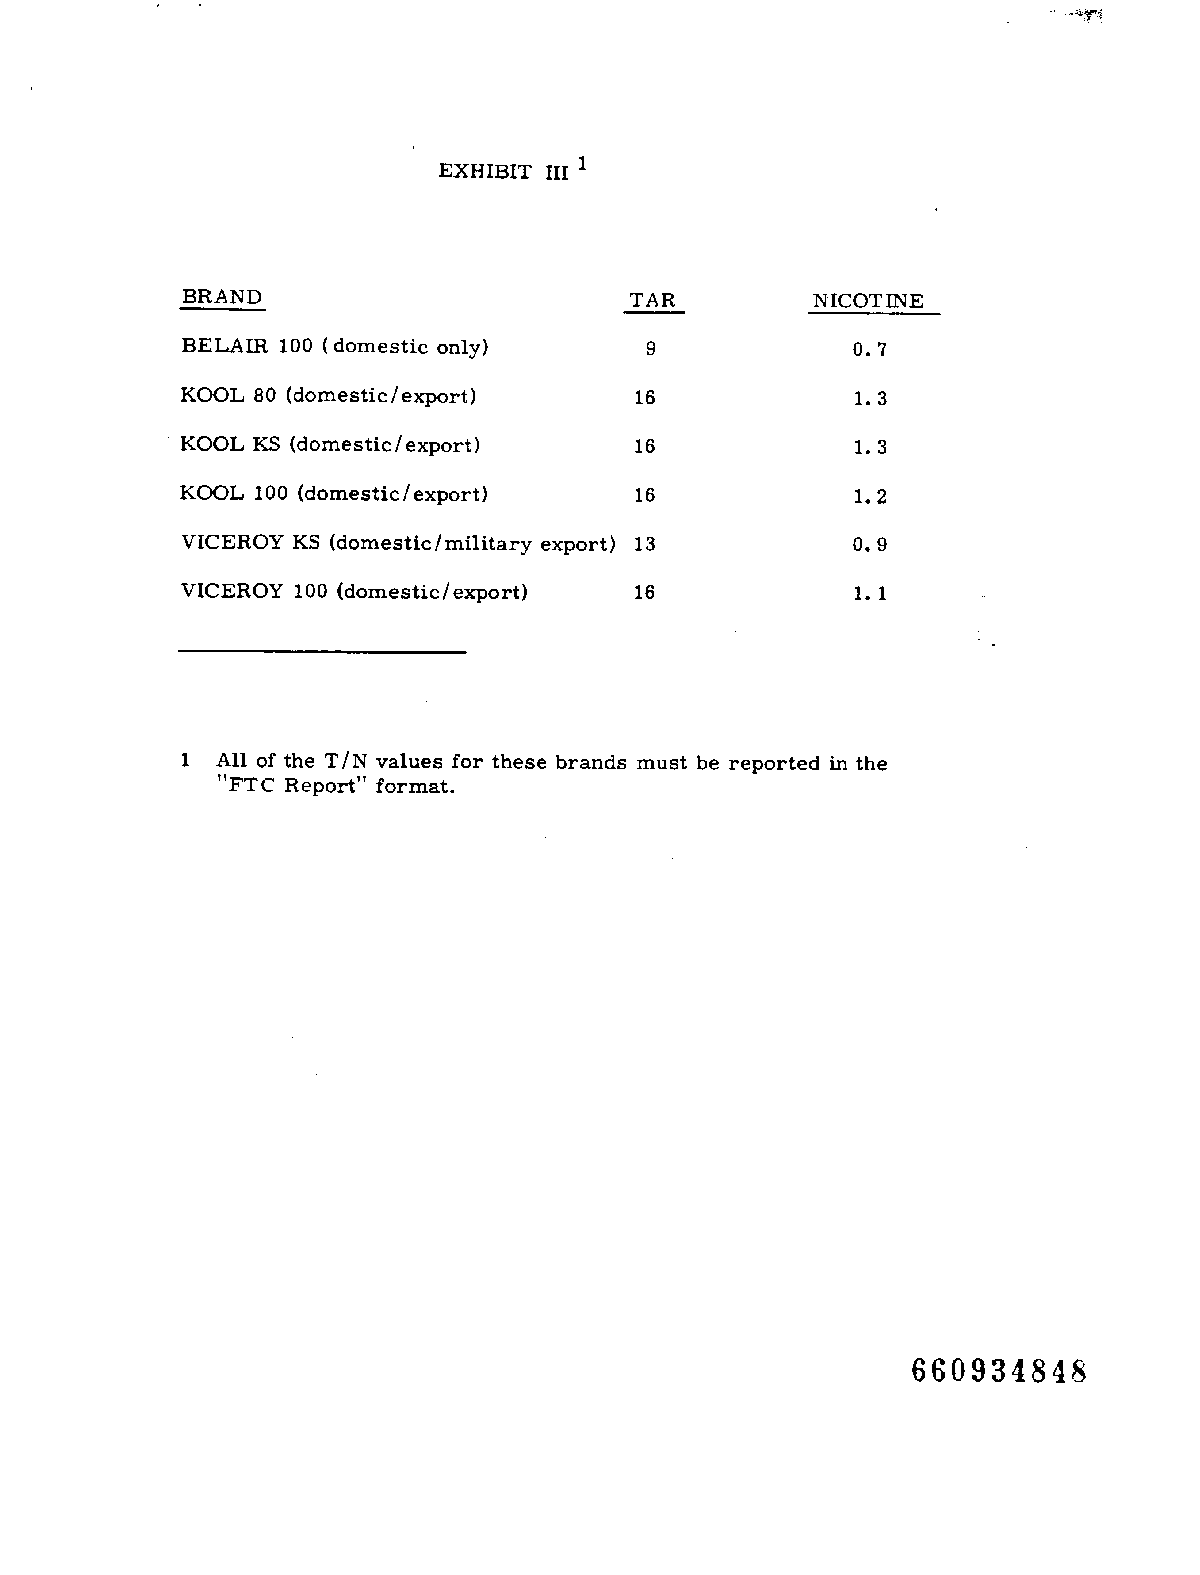 EXHIBIT III 1
BRAND TAR NICOTINE
BELAIR 100 (domestic only) 9 0.7
KOOL 80 (domestic/export) 16 1.3
KOOL KS (domestic/export) 16 1.3
KOOL 100 (domestic/export) 16 1.2
VICEROY KS (domestic/military export) 13 0.9
VICEROY 100 (domestic/export) 16 1.1
1 All of the T/N values for these brands must be reported in the
"FTC Report" format.
660934848